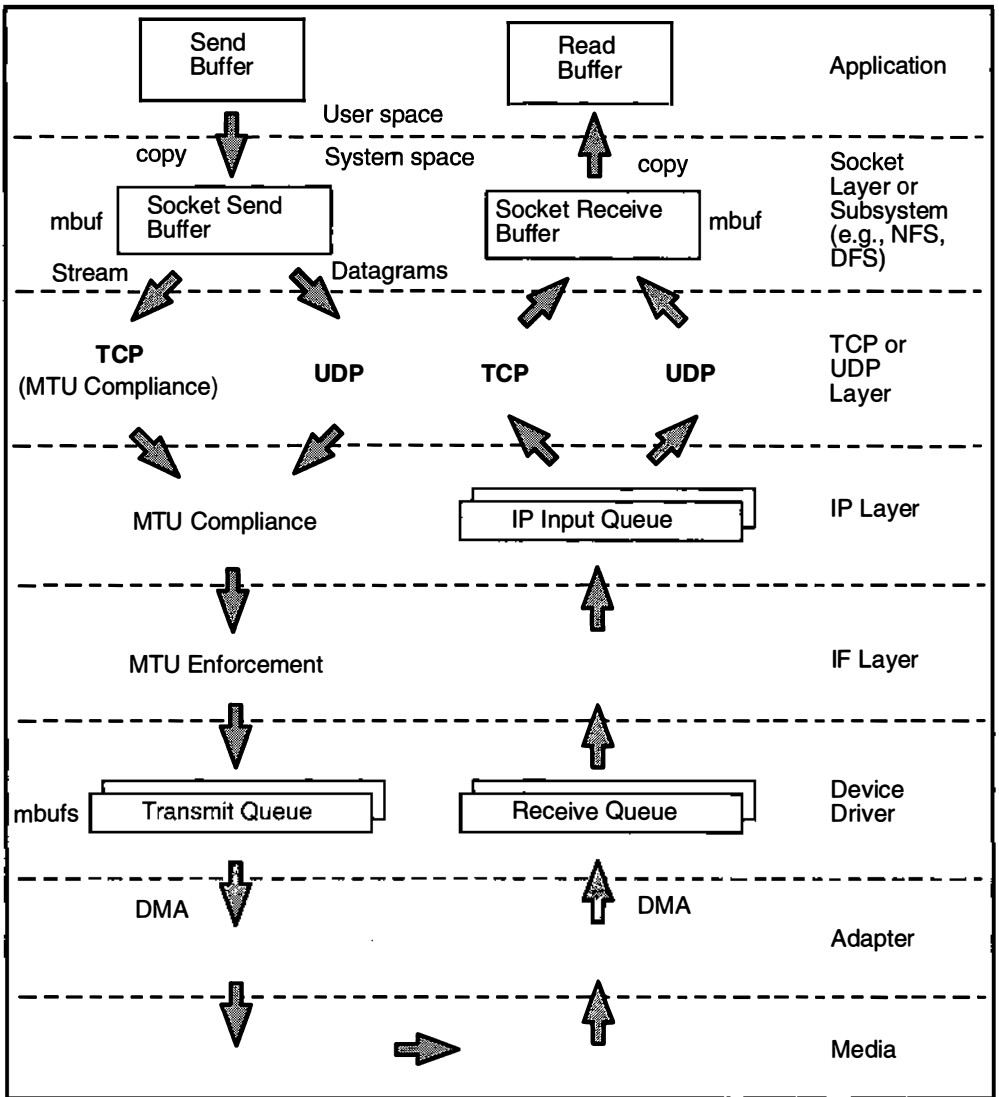 Send
Buffer
Read
Buffer
Application
User space
System space
copy
copy
Socket
Layer or
Subsystem
(e.g., NFS,
DFS)
mbuf
Socket Send
Buffer
Socket Receive
Buffer
mbuf
Stream
Datagrams
TCP
(MTU Compliance)
UDP
TCP
UDP
TCP or
UDP
Layer
MTU Compliance
IP Input Queue
IP Layer
MTU Enforcement
IF Layer
mbufs
Transmit Queue
Receive Queue
Device
Driver
DMA
DMA
Adapter
Media